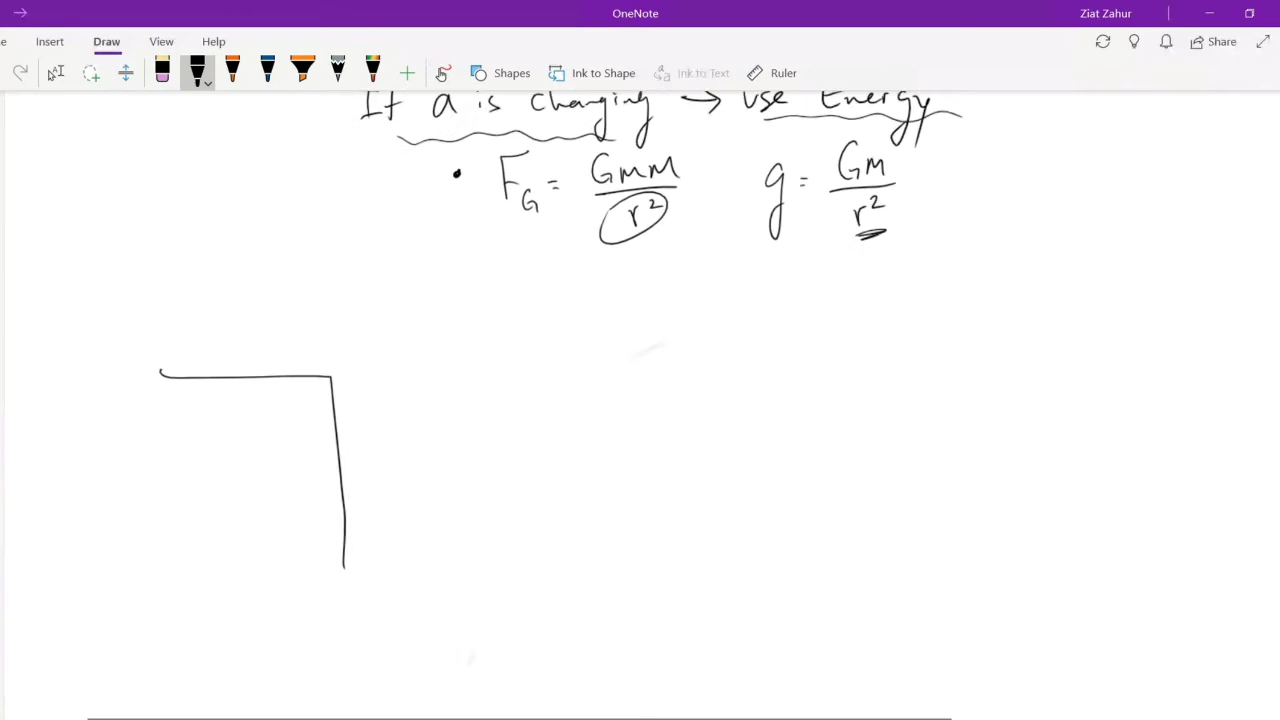 OneNote
Ziat Zahur
Insert Draw View Help
Share
Shapes Ink to Shape Ink to Text Ruler
If a is changing → use Energy
• F_G = GMM / r² g = GM / r²